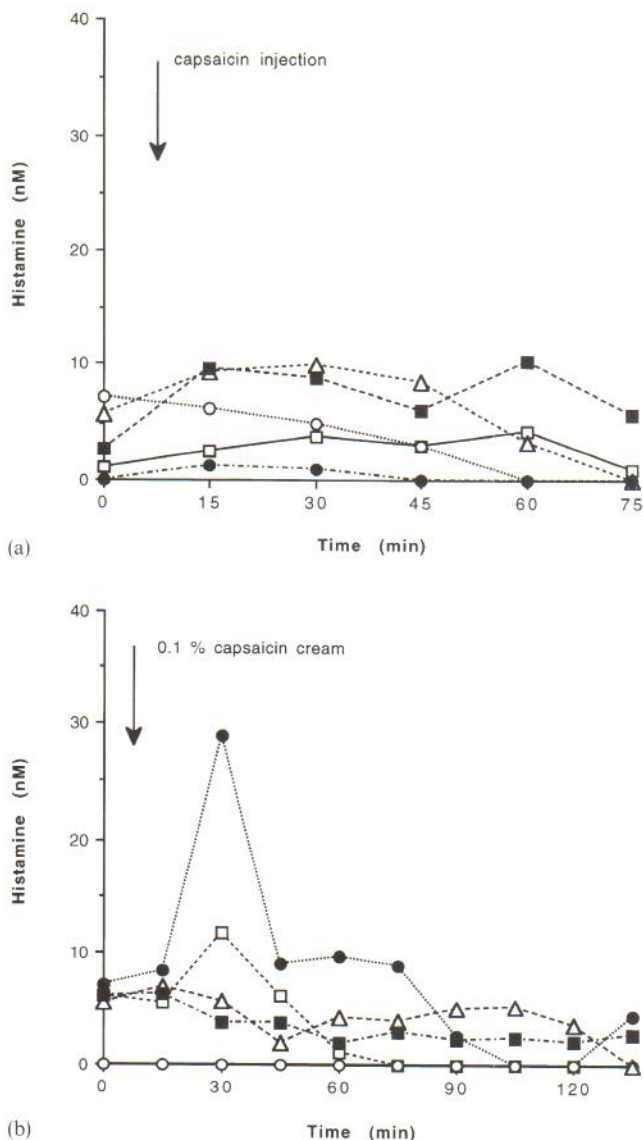 40
capsaicin injection
30
Histamine (nM)
20
10
0
0 15 30 45 60 75
(a)
Time (min)
40
0.1 % capsaicin cream
30
Histamine (nM)
20
10
0
0 30 60 90 120
(b)
Time (min)